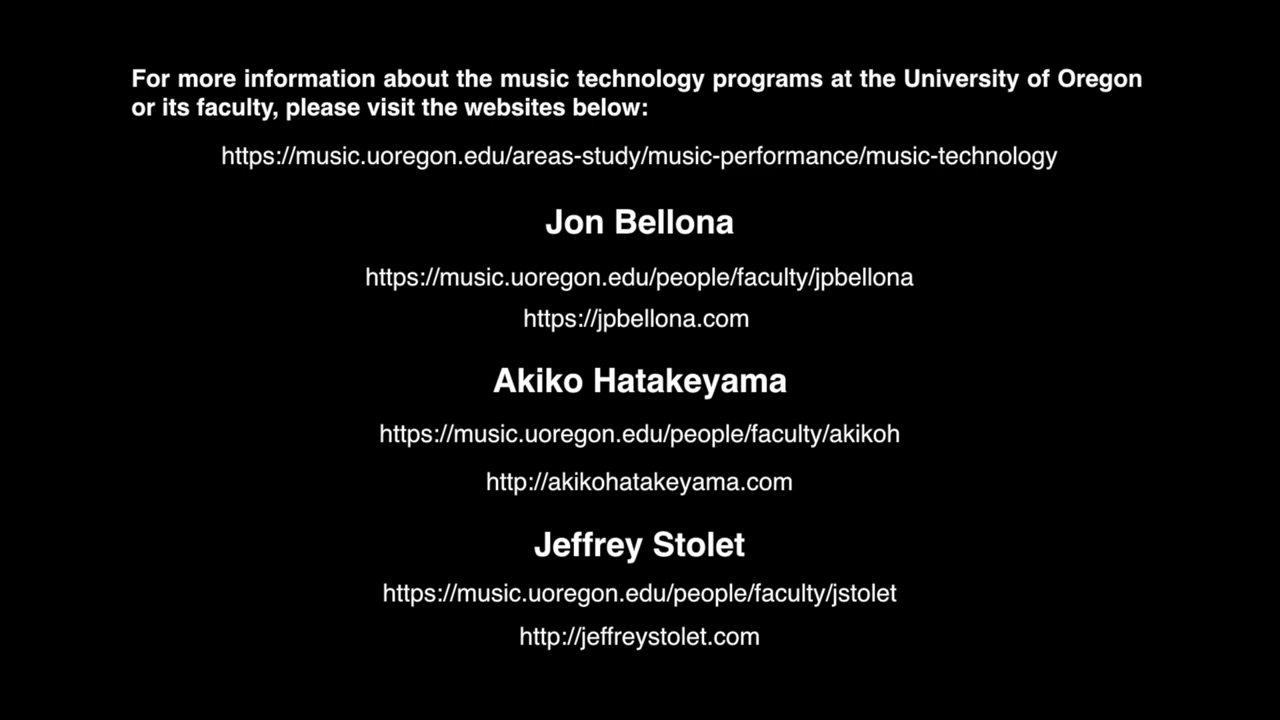 For more information about the music technology programs at the University of Oregon
or its faculty, please visit the websites below:
https://music.uoregon.edu/areas-study/music-performance/music-technology
Jon Bellona
https://music.uoregon.edu/people/faculty/jpbellona
https://jpbellona.com
Akiko Hatakeyama
https://music.uoregon.edu/people/faculty/akikoh
http://akikohatakeyama.com
Jeffrey Stolet
https://music.uoregon.edu/people/faculty/jstolet
http://jeffreystolet.com